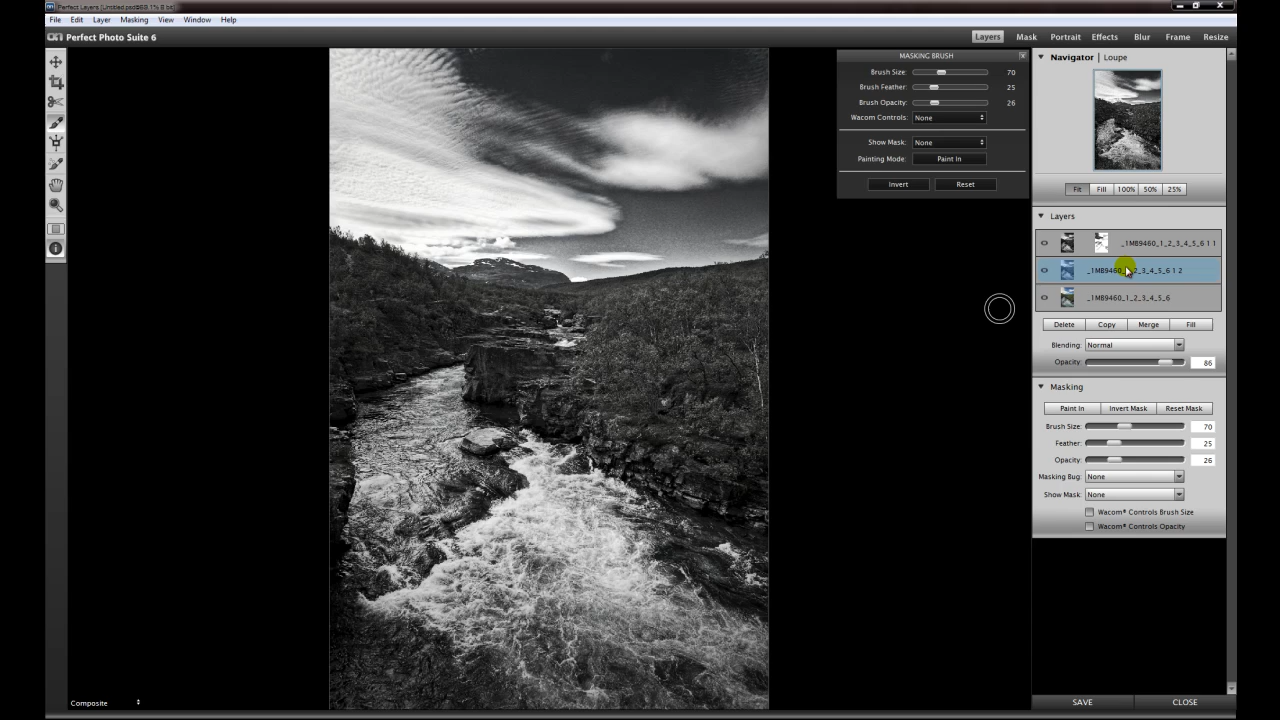 Perfect Layers [Untitled.psd@68.1% 8 bit]
File Edit Layer Masking View Window Help
on Perfect Photo Suite 6
Layers Mask Portrait Effects Blur Frame Resize
MASKING BRUSH
Brush Size: 70
Brush Feather: 25
Brush Opacity: 26
Wacom Controls: None
Show Mask: None
Painting Mode: Paint In
Invert Reset
Navigator | Loupe
Fit Fill 100% 50% 25%
Layers
_1MB9460_1_2_3_4_5_6 1 1
_1MB9460_ _2_3_4_5_6 1 2
_1MB9460_1_2_3_4_5_6
Delete Copy Merge Fill
Blending: Normal
Opacity: 86
Masking
Paint In Invert Mask Reset Mask
Brush Size: 70
Feather: 25
Opacity: 26
Masking Bug: None
Show Mask: None
Wacom® Controls Brush Size
Wacom® Controls Opacity
Composite
SAVE CLOSE